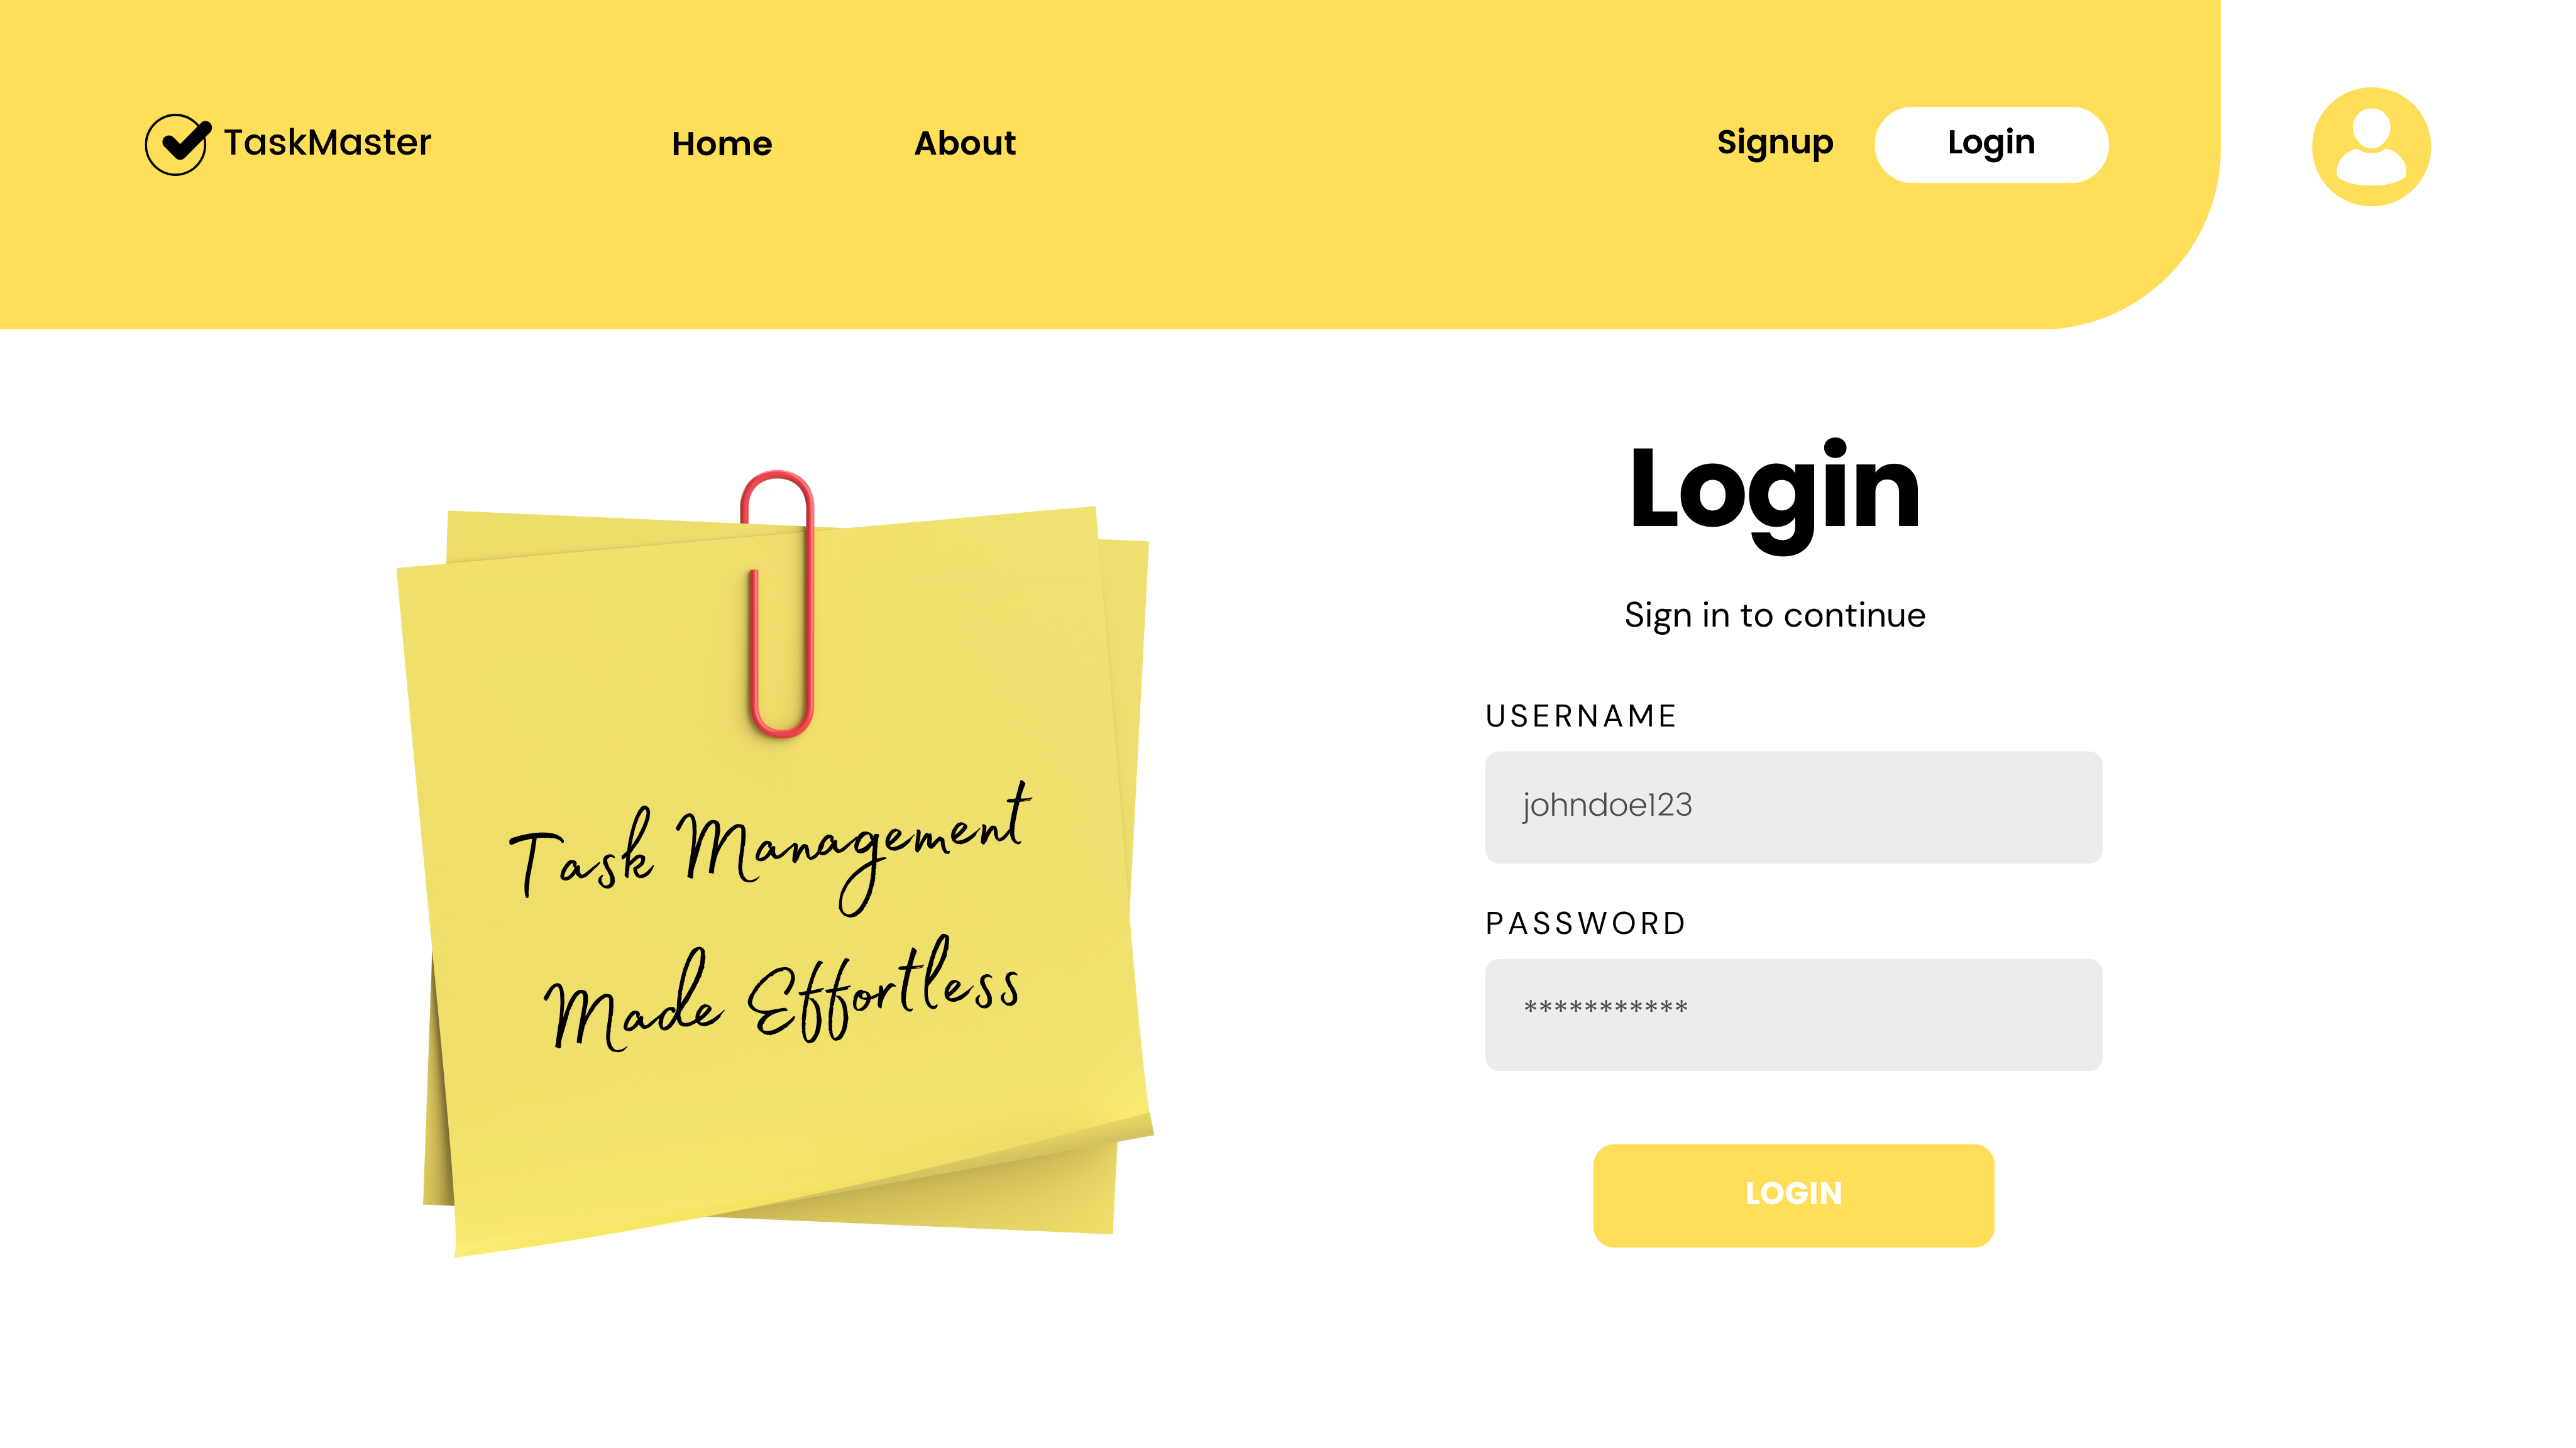 TaskMaster Home About Signup Login
Task Management
Made Effortless
Login
Sign in to continue
USERNAME
johndoe123
PASSWORD
***********
LOGIN